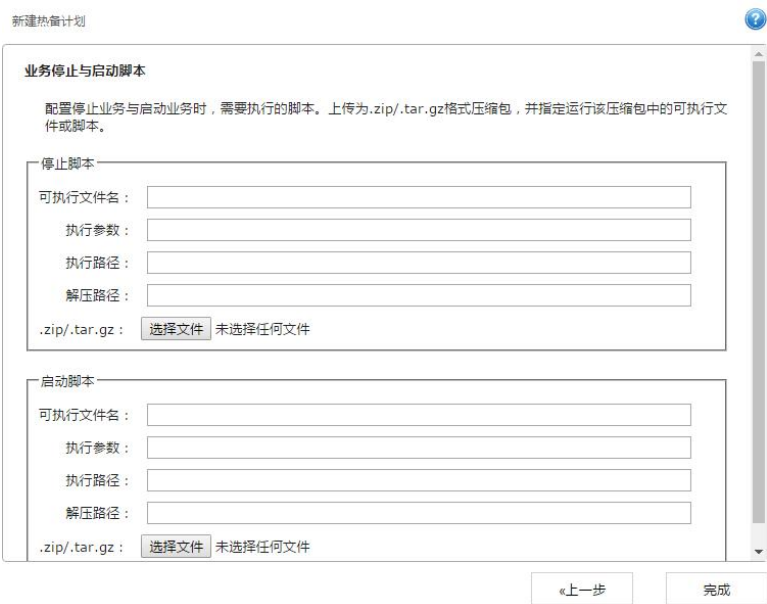 新建热备计划
?
业务停止与启动脚本
配置停止业务与启动业务时，需要执行的脚本。上传为.zip/.tar.gz格式压缩包，并指定运行该压缩包中的可执行文
件或脚本。
停止脚本
可执行文件名：
执行参数：
执行路径：
解压路径：
.zip/.tar.gz： 选择文件 未选择任何文件
启动脚本
可执行文件名：
执行参数：
执行路径：
解压路径：
.zip/.tar.gz： 选择文件 未选择任何文件
«上一步 完成